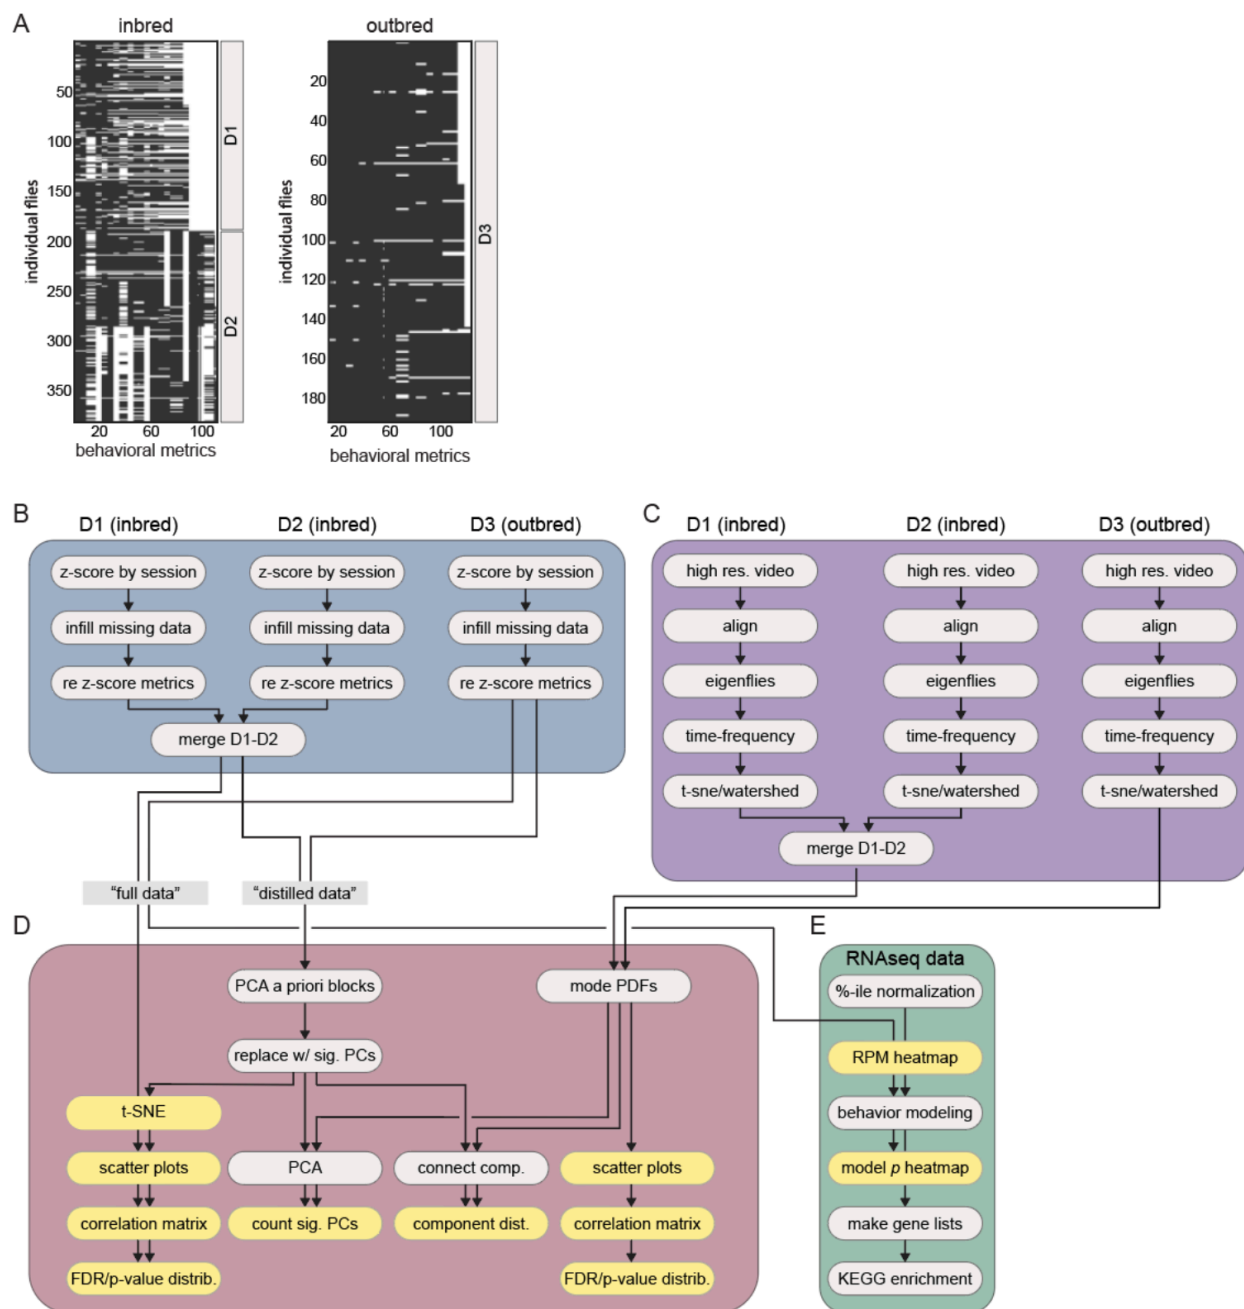 A
inbred
outbred
50
100
150
200
250
300
350
individual flies
D1
D2
20
60
100
behavioral metrics
20
40
60
80
100
120
140
160
180
individual flies
D3
20
60
100
behavioral metrics
B
D1 (inbred)
D2 (inbred)
D3 (outbred)
z-score by session
z-score by session
z-score by session
infill missing data
infill missing data
infill missing data
re z-score metrics
re z-score metrics
re z-score metrics
merge D1-D2
C
D1 (inbred)
D2 (inbred)
D3 (outbred)
high res. video
high res. video
high res. video
align
align
align
eigenflies
eigenflies
eigenflies
time-frequency
time-frequency
time-frequency
t-sne/watershed
t-sne/watershed
t-sne/watershed
merge D1-D2
“full data”
“distilled data”
D
PCA a priori blocks
mode PDFs
replace w/ sig. PCs
t-SNE
scatter plots
PCA
connect comp.
scatter plots
correlation matrix
count sig. PCs
component dist.
correlation matrix
FDR/p-value distrib.
FDR/p-value distrib.
E
RNAseq data
%-ile normalization
RPM heatmap
behavior modeling
model p heatmap
make gene lists
KEGG enrichment